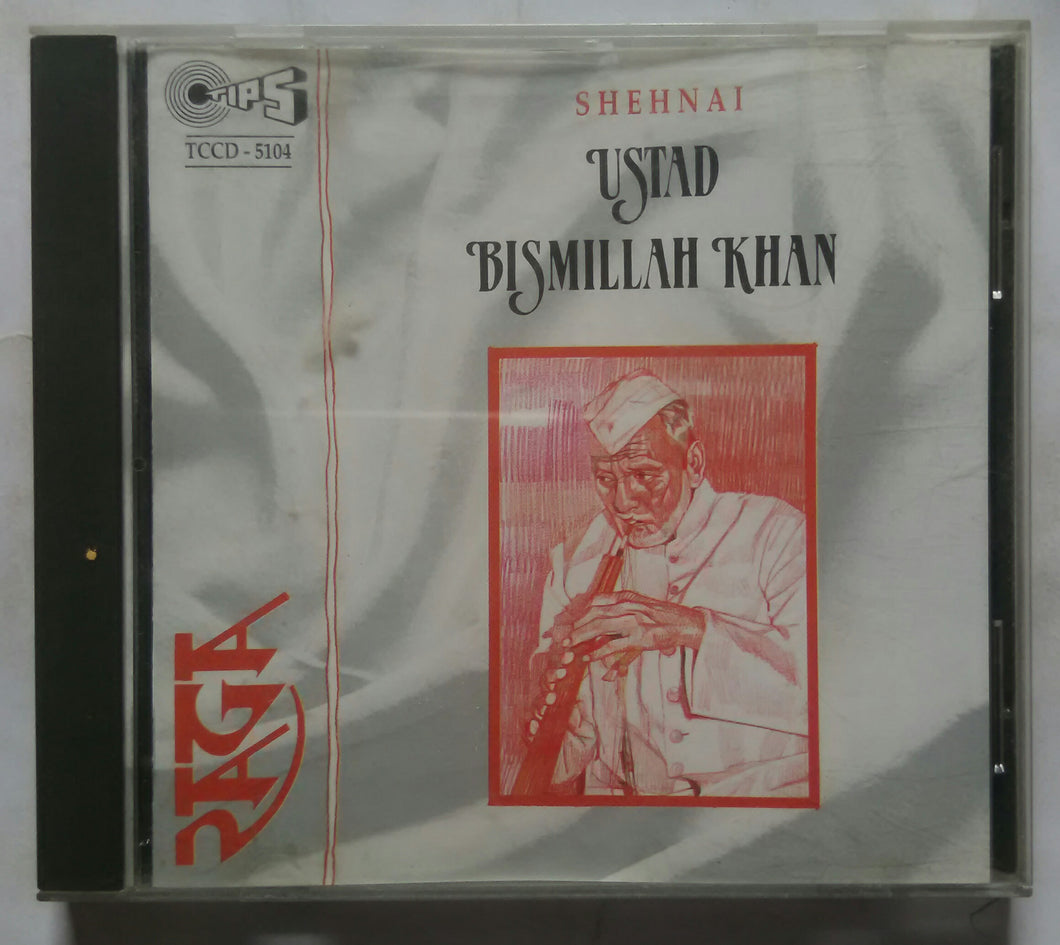 TIPS
TCCD - 5104
SHEHNAI
USTAD
BISMILLAH KHAN
RAGA